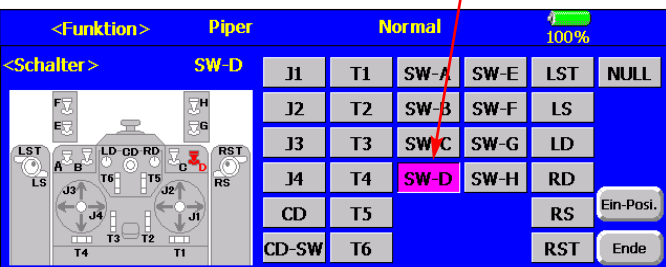 <Funktion> Piper Normal 100%
<Schalter> SW-D
J1 T1 SW-A SW-E LST NULL
J2 T2 SW-B SW-F LS
J3 T3 SW-C SW-G LD
J4 T4 SW-D SW-H RD
CD T5 RS Ein-Posi.
CD-SW T6 RST Ende
F H
E G
LST LD CD RD RST
A B C D
LS T6 T5 RS
J3 J2
J4 J1
T3 T2
T4 T1